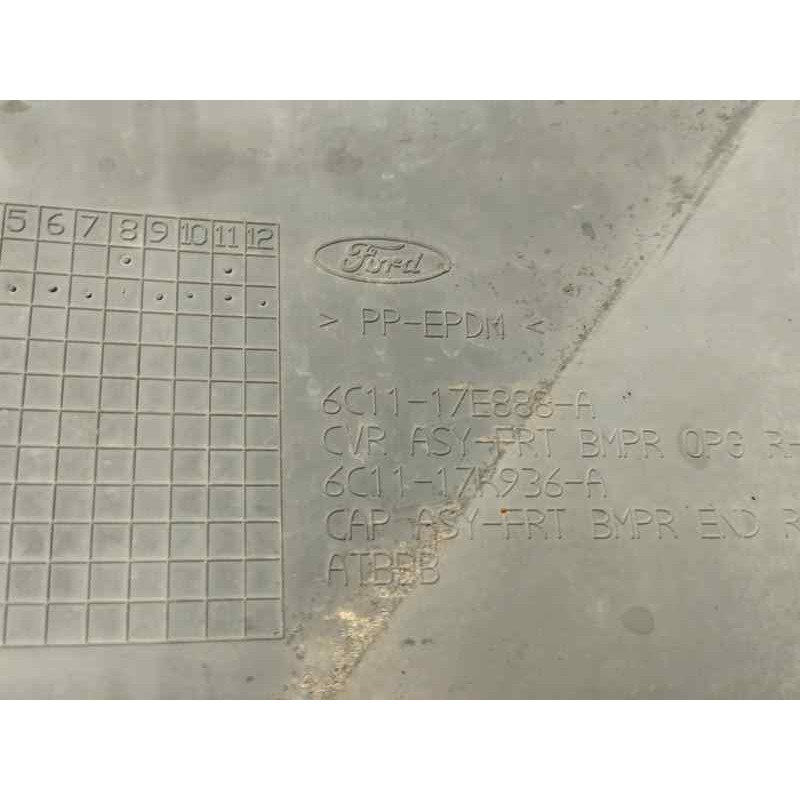 5 6 7 8 9 10 11 12
Ford
> PP-EPDM <
6C11-17E888-A
CVR ASY-FRT BMPR OPG RH
6C11-17K936-A
CAP ASY-FRT BMPR END R